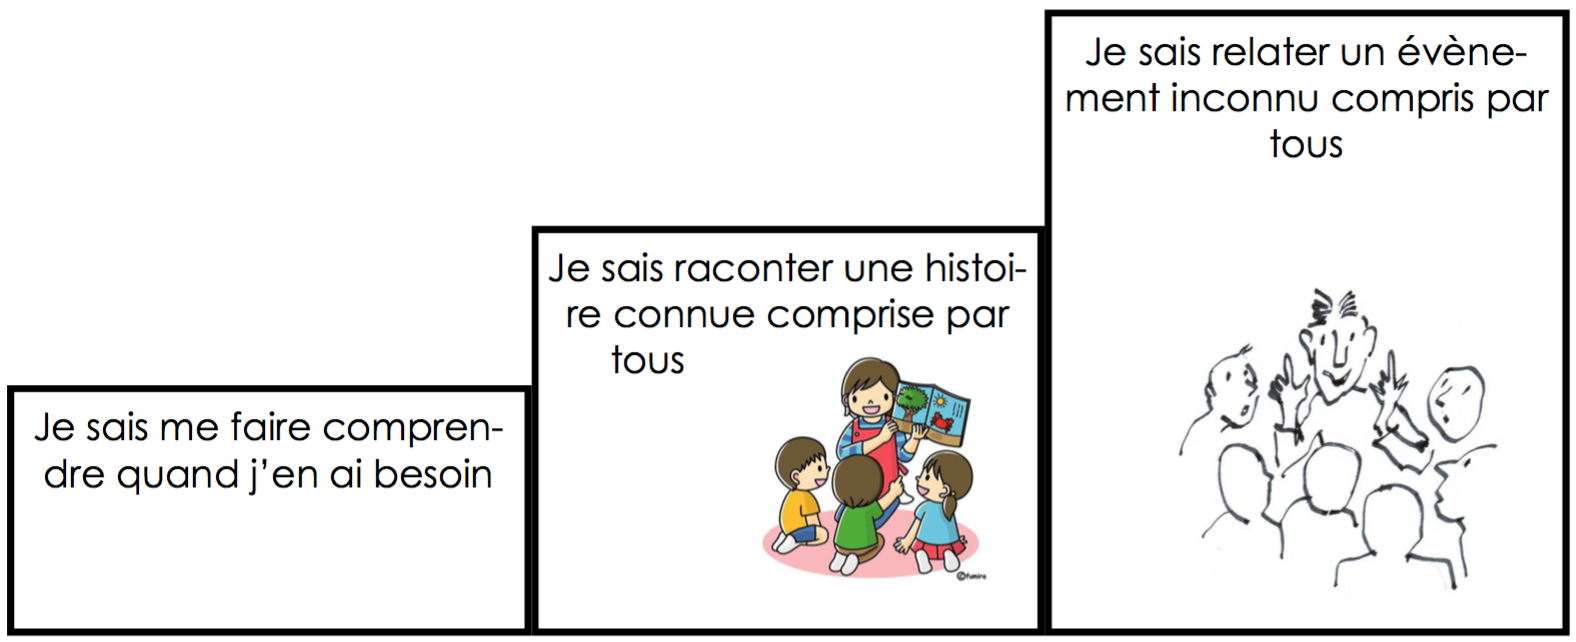 Je sais me faire compren-
dre quand j'en ai besoin
Je sais raconter une histoi-
re connue comprise par
tous
©fumira
Je sais relater un évène-
ment inconnu compris par
tous